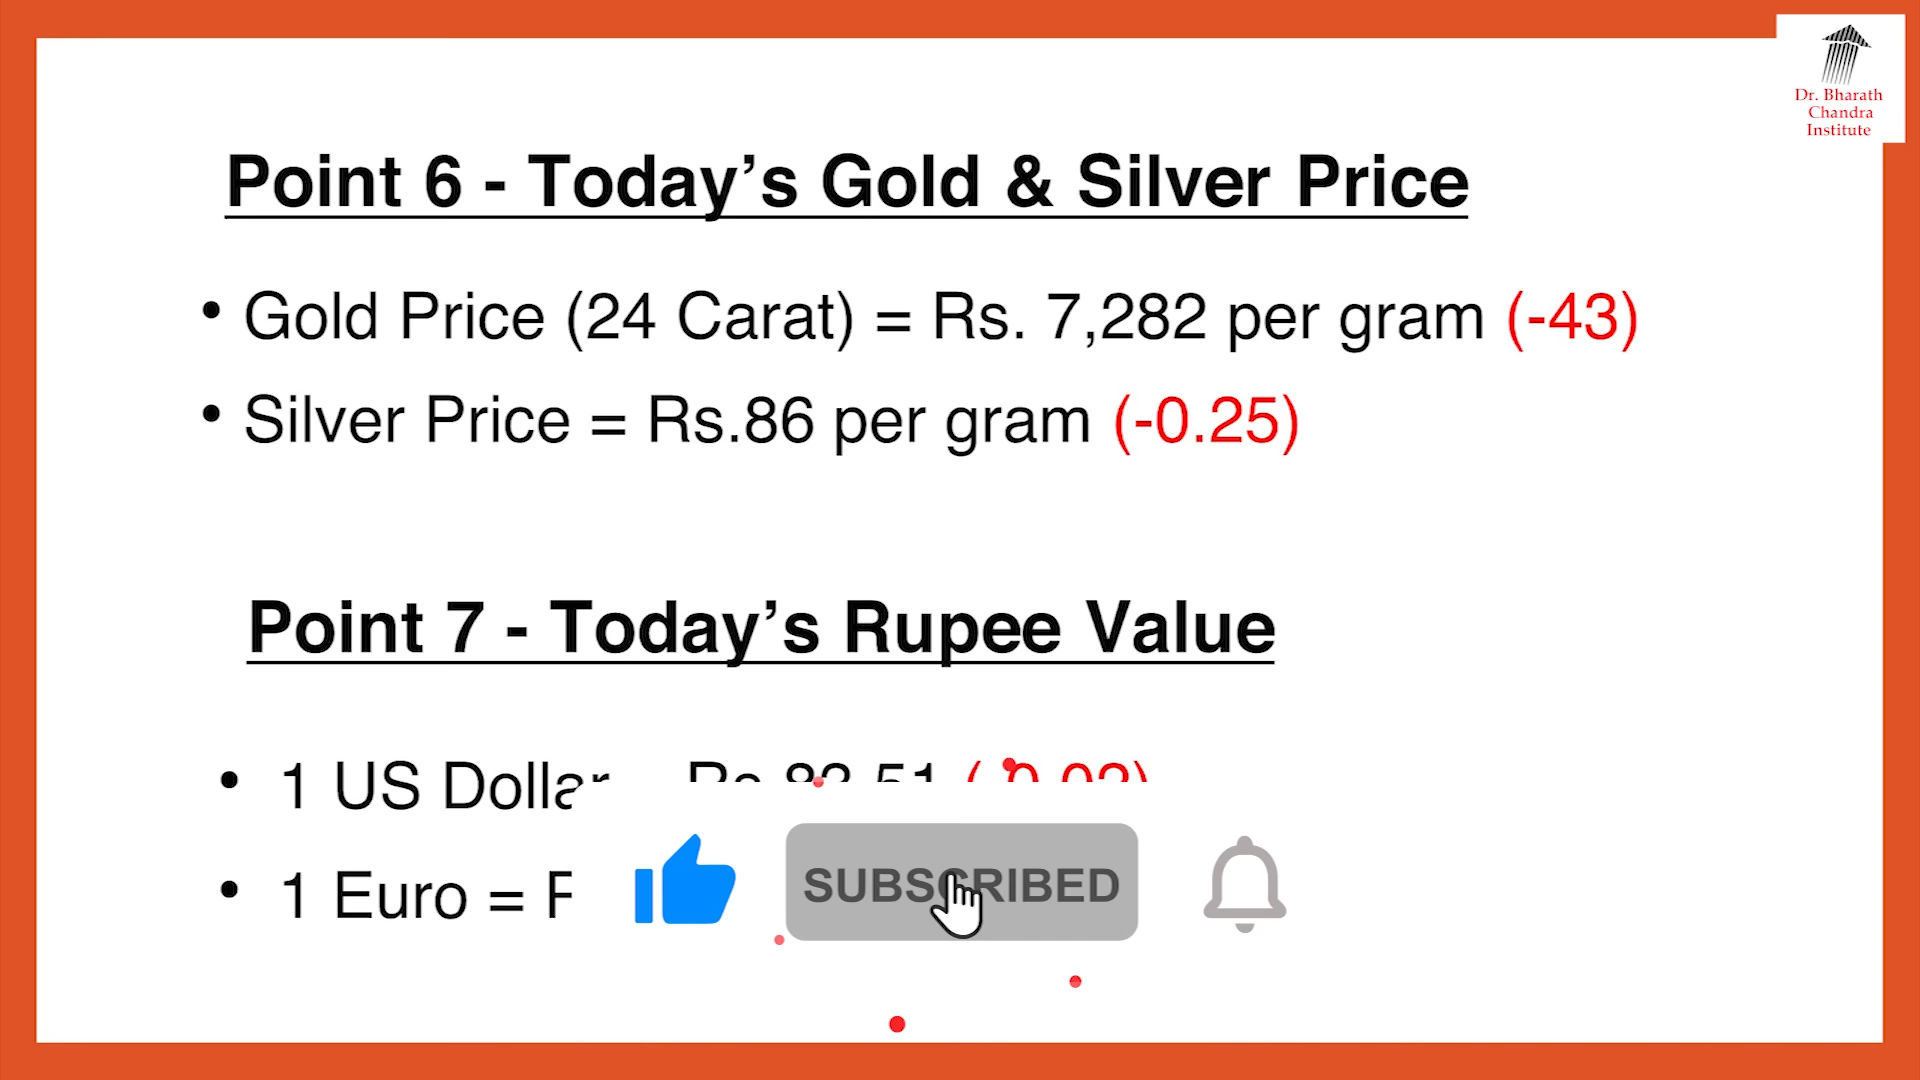 Dr. Bharath
Chandra
Institute
Point 6 - Today’s Gold & Silver Price
• Gold Price (24 Carat) = Rs. 7,282 per gram (-43)
• Silver Price = Rs.86 per gram (-0.25)
Point 7 - Today’s Rupee Value
• 1 US Dollar
• 1 Euro =
SUBSCRIBED